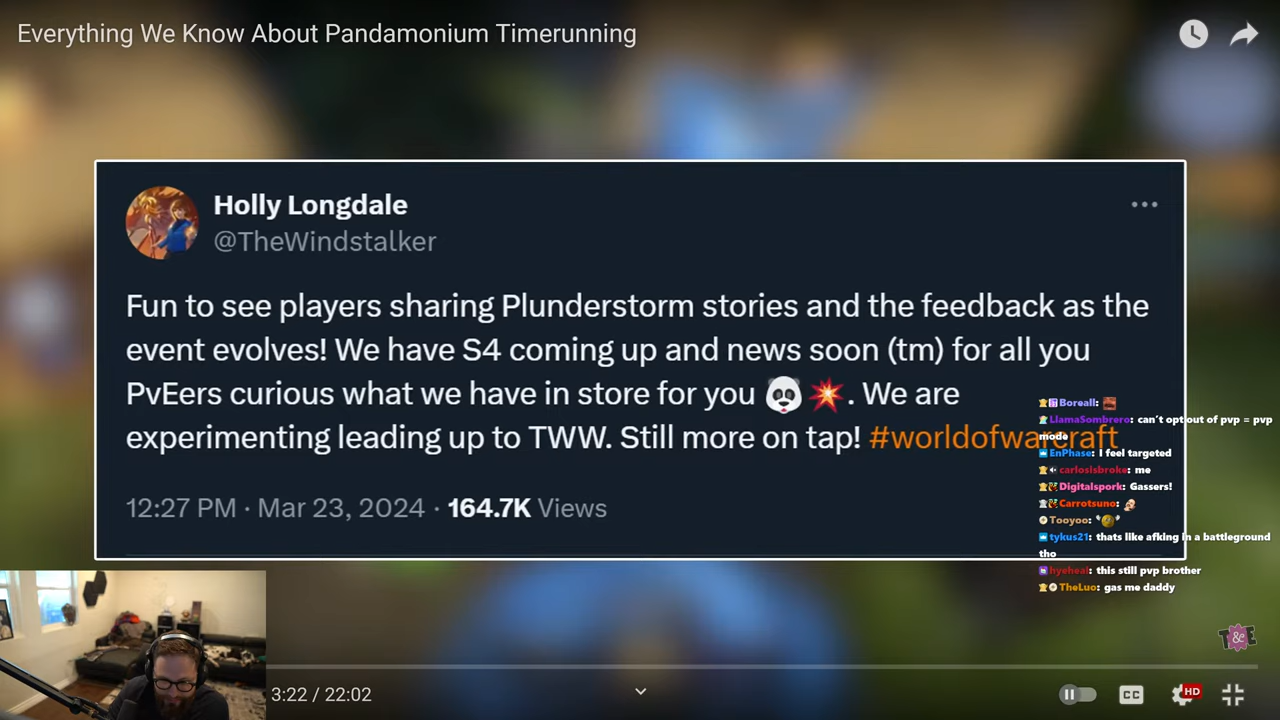 Everything We Know About Pandamonium Timerunning
Holly Longdale
@TheWindstalker
Fun to see players sharing Plunderstorm stories and the feedback as the
event evolves! We have S4 coming up and news soon (tm) for all you
PvEers curious what we have in store for you 🐼💥. We are
experimenting leading up to TWW. Still more on tap! #worldofwarcraft
12:27 PM · Mar 23, 2024 · 164.7K Views
Boreall:
LlamaSombrero: can't opt out of pvp = pvp
mode
EnPhase: I feel targeted
carlosisbroke: me
Digitalspork: Gassers!
Carrotsuno:
Tooyoo:
tykus21: thats like afking in a battleground
tho
hyeheal: this still pvp brother
TheLuo: gas me daddy
T&E
3:22 / 22:02
CC
HD